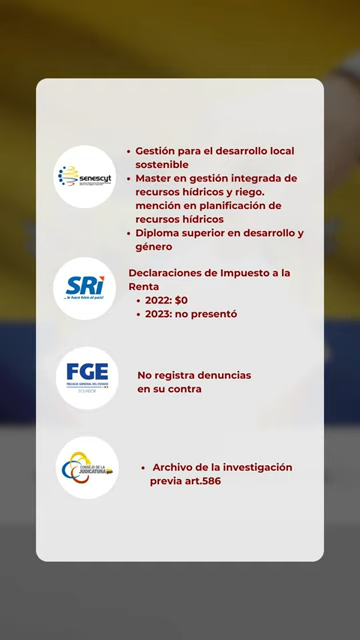 senescyt
• Gestión para el desarrollo local
sostenible
• Master en gestión integrada de
recursos hídricos y riego.
mención en planificación de
recursos hídricos
• Diploma superior en desarrollo y
género
SRi
...le hace bien al país!
Declaraciones de Impuesto a la
Renta
• 2022: $0
• 2023: no presentó
FGE
FISCALÍA GENERAL DEL ESTADO
ECUADOR
No registra denuncias
en su contra
CONSEJO DE LA
JUDICATURA
• Archivo de la investigación
previa art.586